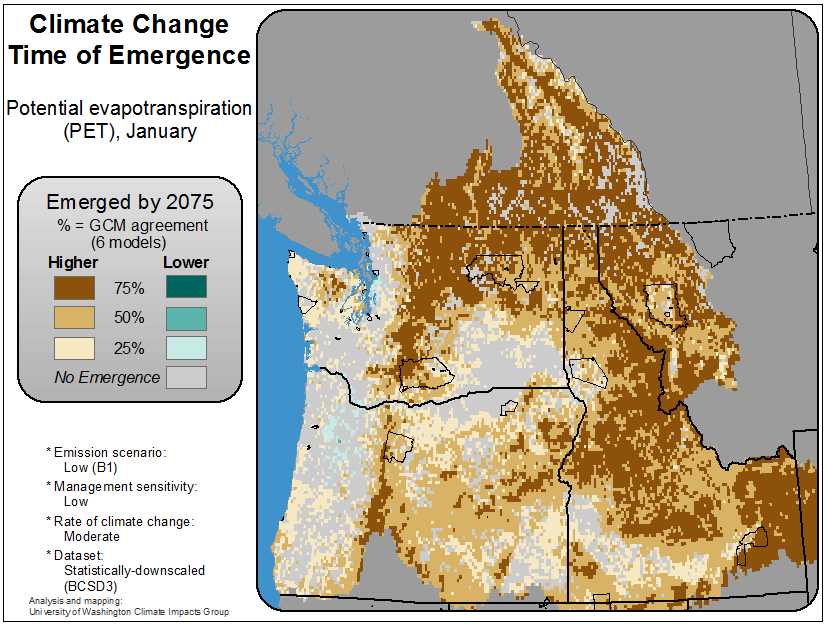 Climate Change
Time of Emergence
Potential evapotranspiration
(PET), January
Emerged by 2075
% = GCM agreement
(6 models)
Higher Lower
75%
50%
25%
No Emergence
* Emission scenario:
Low (B1)
* Management sensitivity:
Low
* Rate of climate change:
Moderate
* Dataset:
Statistically-downscaled
(BCSD3)
Analysis and mapping:
University of Washington Climate Impacts Group